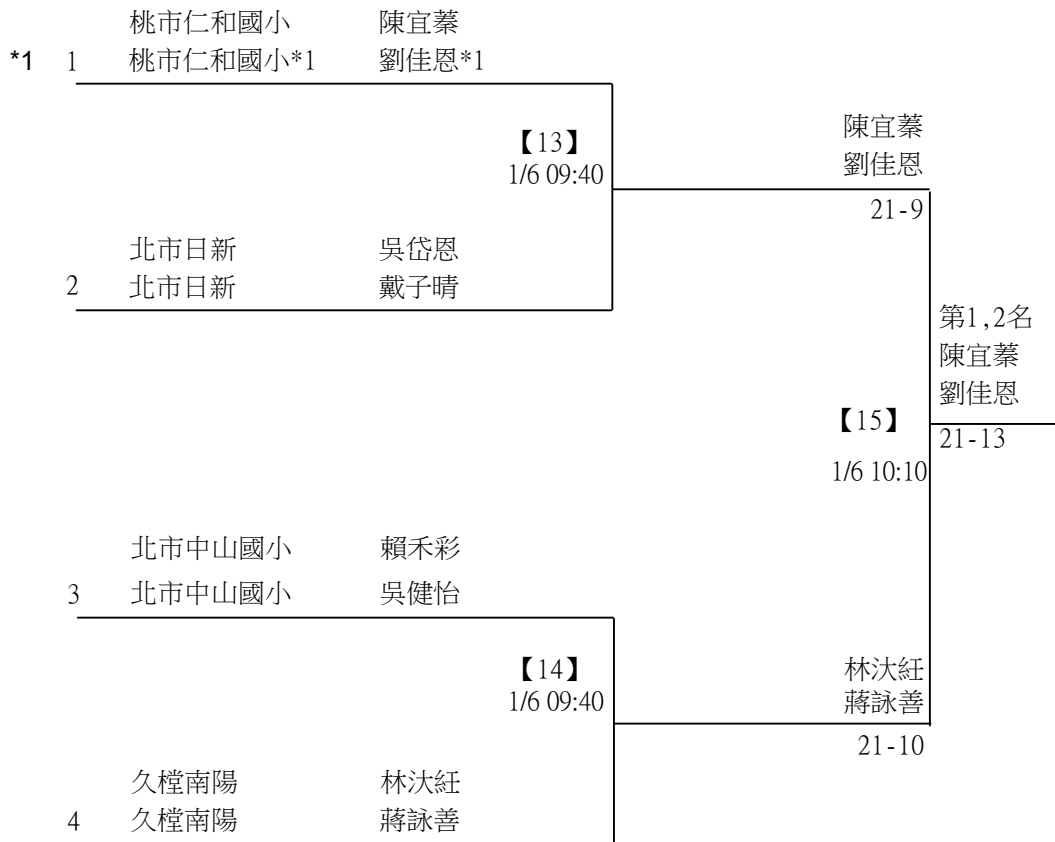 桃市仁和國小 陳宜蓁
*1 1 桃市仁和國小*1 劉佳恩*1
【13】
1/6 09:40
陳宜蓁
劉佳恩
21-9
北市日新 吳岱恩
2 北市日新 戴子晴
第1,2名
陳宜蓁
劉佳恩
【15】
21-13
1/6 10:10
北市中山國小 賴禾彩
3 北市中山國小 吳健怡
【14】
1/6 09:40
林汏紝
蔣詠善
21-10
久樘南陽 林汏紝
4 久樘南陽 蔣詠善